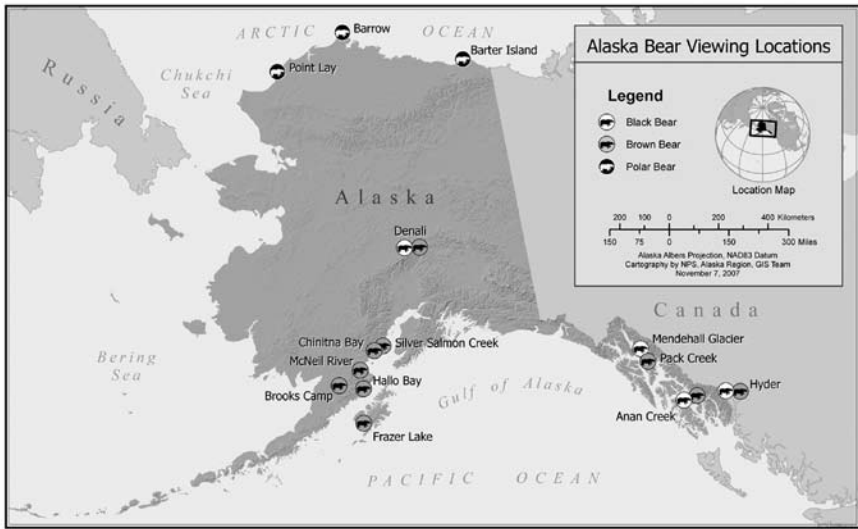 ARCTIC OCEAN
Barrow
Barter Island
Point Lay
Chukchi
Sea
Russia
Alaska
Denali
Chinitna Bay
Silver Salmon Creek
McNeil River
Hallo Bay
Brooks Camp
Frazer Lake
Bering
Sea
Gulf of Alaska
PACIFIC OCEAN
Canada
Mendehall Glacier
Pack Creek
Hyder
Anan Creek
Alaska Bear Viewing Locations
Legend
Black Bear
Brown Bear
Polar Bear
Location Map
200 100 0 200 400 Kilometers
150 75 0 150 300 Miles
Alaska Albers Projection, NAD83 Datum
Cartography by NPS, Alaska Region, GIS Team
November 7, 2007